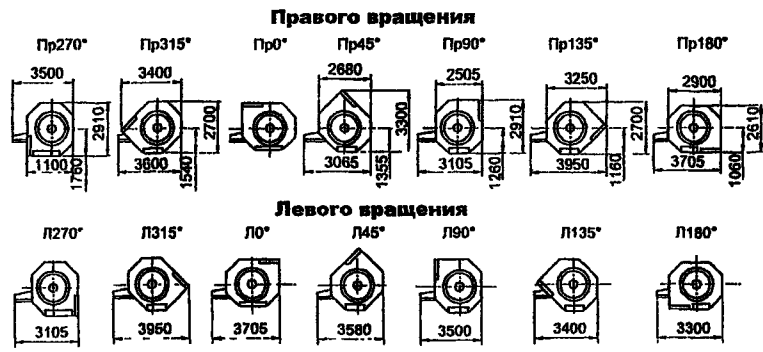 Правого вращения
Пр270° Пр315° Пр0° Пр45° Пр90° Пр135° Пр180°
3500 3400 2680 2505 3250 2900
2910 2700 3300 2910 2700 2610
1100 3600 3065 3105 3950 3705
1760 1540 1355 1260 1160 1060
Левого вращения
Л270° Л315° Л0° Л45° Л90° Л135° Л180°
3105 3950 3705 3580 3500 3400 3300